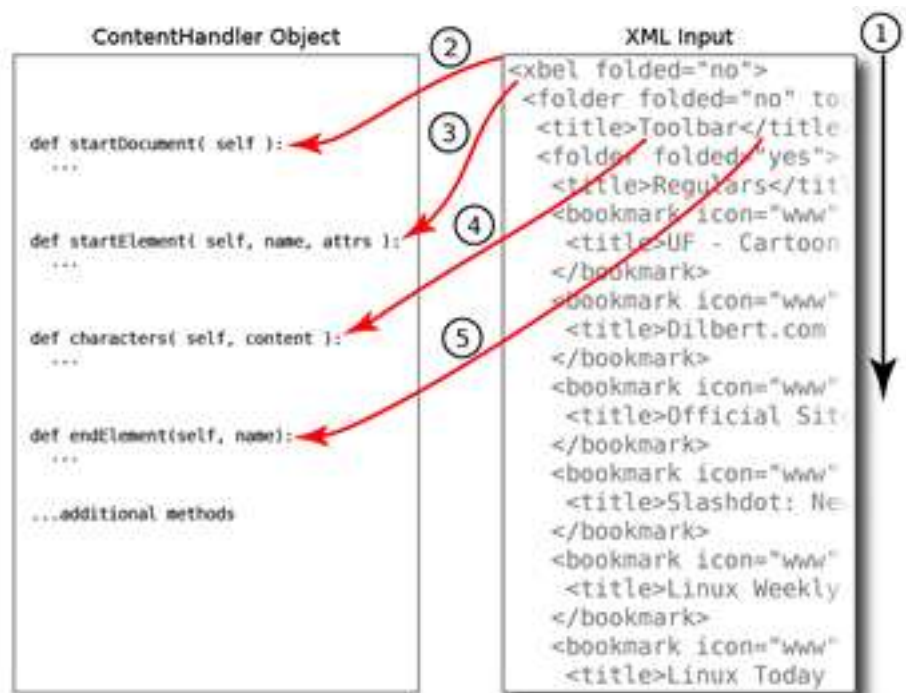 ContentHandler Object
def startDocument( self ):
...
def startElement( self, name, attrs ):
...
def characters( self, content ):
...
def endElement(self, name):
...
...additional methods
2
3
4
5
XML Input
1
<xbel folded="no">
<folder folded="no" to
<title>Toolbar</title
<folder folded="yes">
<title>Regulars</tit
<bookmark icon="www"
<title>UF - Cartoon
</bookmark>
<bookmark icon="www"
<title>Dilbert.com
</bookmark>
<bookmark icon="www"
<title>Official Sit
</bookmark>
<bookmark icon="www"
<title>Slashdot: Ne
</bookmark>
<bookmark icon="www"
<title>Linux Weekly
</bookmark>
<bookmark icon="www"
<title>Linux Today